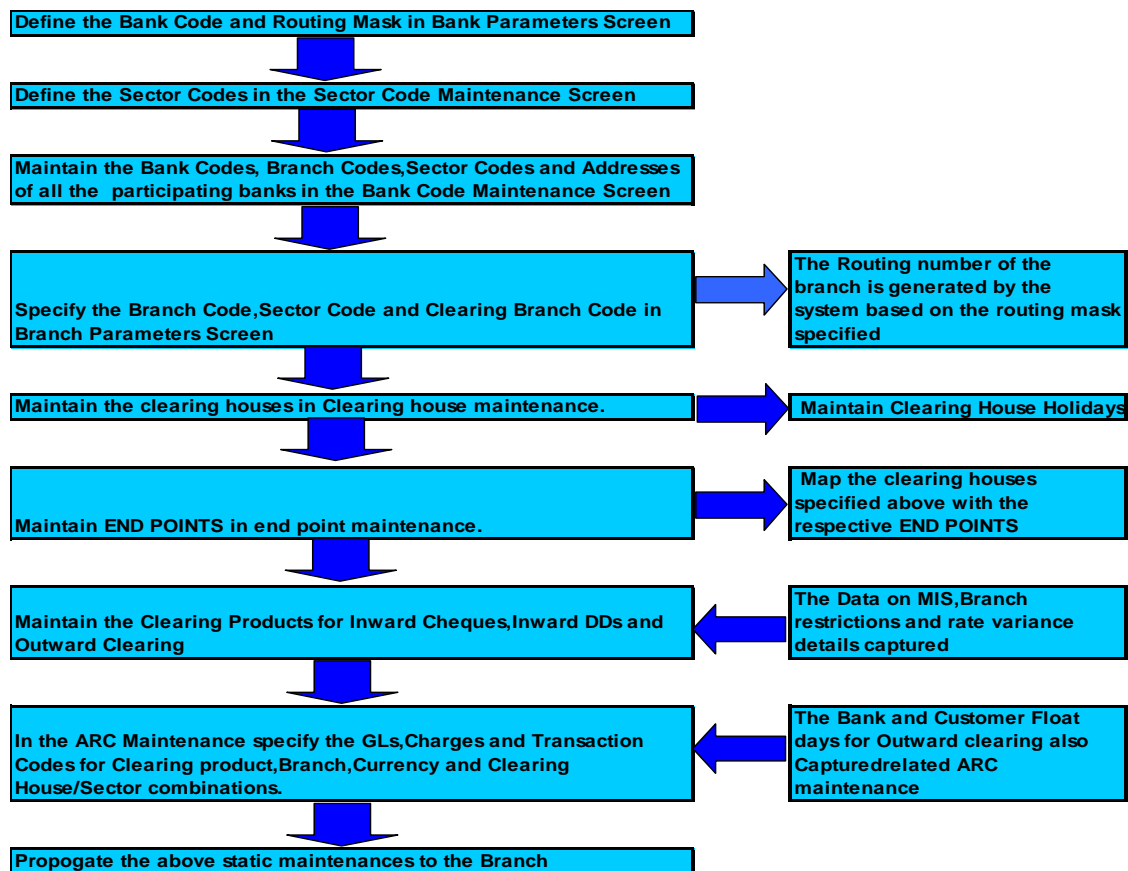 Define the Bank Code and Routing Mask in Bank Parameters Screen
Define the Sector Codes in the Sector Code Maintenance Screen
Maintain the Bank Codes, Branch Codes,Sector Codes and Addresses
of all the participating banks in the Bank Code Maintenance Screen
Specify the Branch Code,Sector Code and Clearing Branch Code in
Branch Parameters Screen
The Routing number of the
branch is generated by the
system based on the routing mask
specified
Maintain the clearing houses in Clearing house maintenance.
Maintain Clearing House Holidays
Maintain END POINTS in end point maintenance.
Map the clearing houses
specified above with the
respective END POINTS
Maintain the Clearing Products for Inward Cheques,Inward DDs and
Outward Clearing
The Data on MIS,Branch
restrictions and rate variance
details captured
In the ARC Maintenance specify the GLs,Charges and Transaction
Codes for Clearing product,Branch,Currency and Clearing
House/Sector combinations.
The Bank and Customer Float
days for Outward clearing also
Capturedrelated ARC
maintenance
Propogate the above static maintenances to the Branch